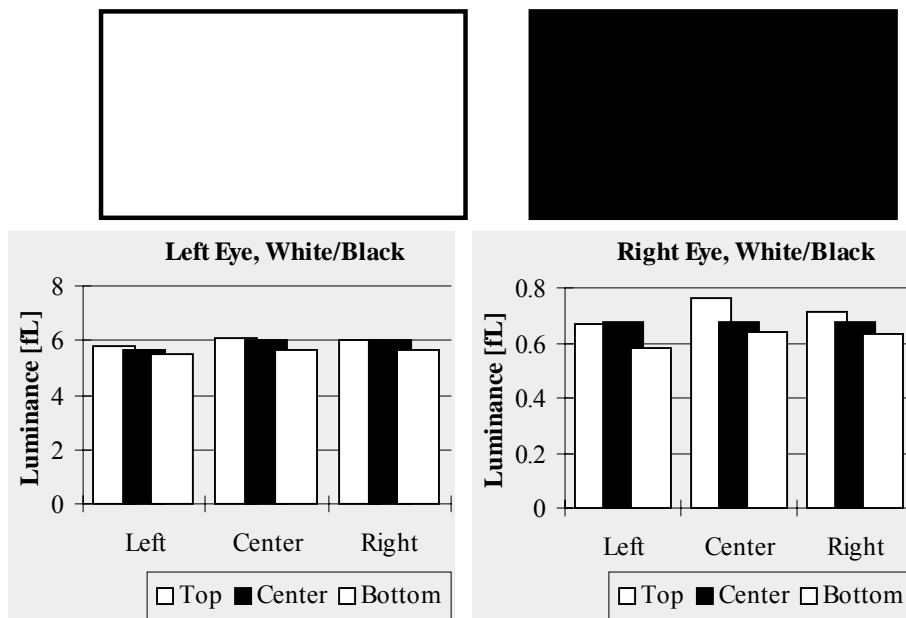 Left Eye, White/Black
8
6
4
2
0
Luminance [fL]
Left Center Right
Top Center Bottom
Right Eye, White/Black
0.8
0.6
0.4
0.2
0
Luminance [fL]
Left Center Right
Top Center Bottom